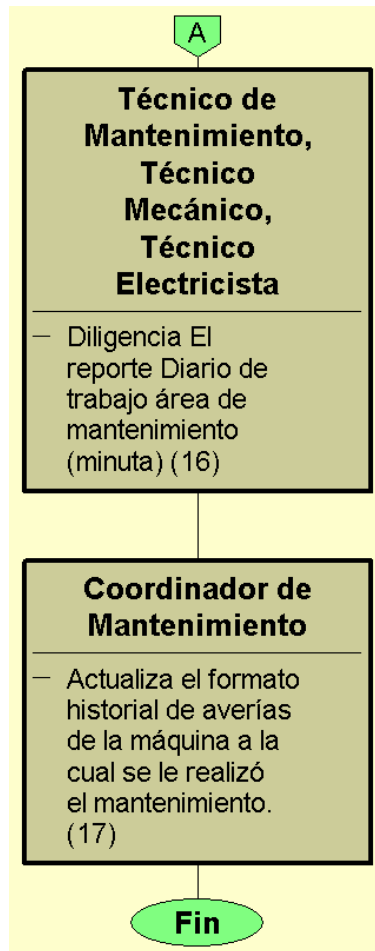 A
Técnico de
Mantenimiento,
Técnico
Mecánico,
Técnico
Electricista
— Diligencia El
reporte Diario de
trabajo área de
mantenimiento
(minuta) (16)
Coordinador de
Mantenimiento
— Actualiza el formato
historial de averías
de la máquina a la
cual se le realizó
el mantenimiento.
(17)
Fin